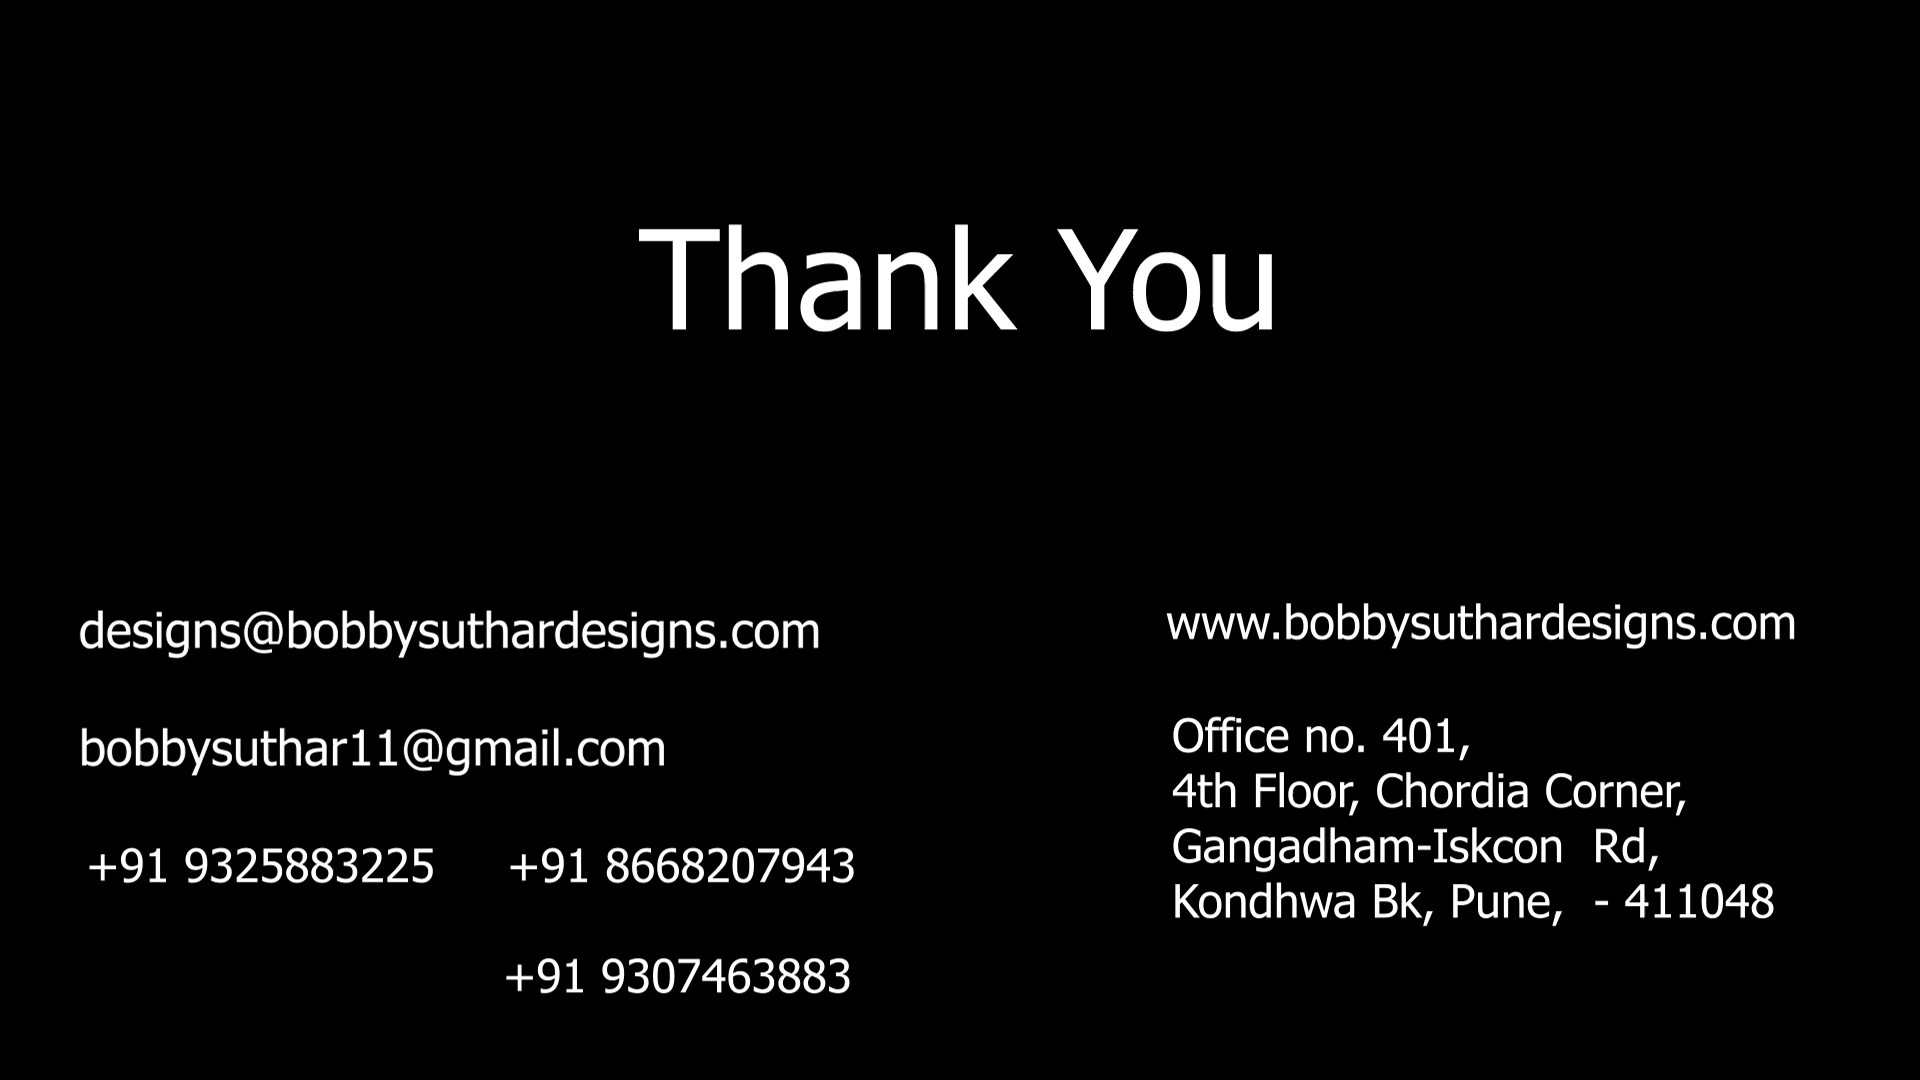 Thank You
designs@bobbysuthardesigns.com
bobbysuthar11@gmail.com
+91 9325883225 +91 8668207943
+91 9307463883
www.bobbysuthardesigns.com
Office no. 401,
4th Floor, Chordia Corner,
Gangadham-Iskcon Rd,
Kondhwa Bk, Pune, - 411048